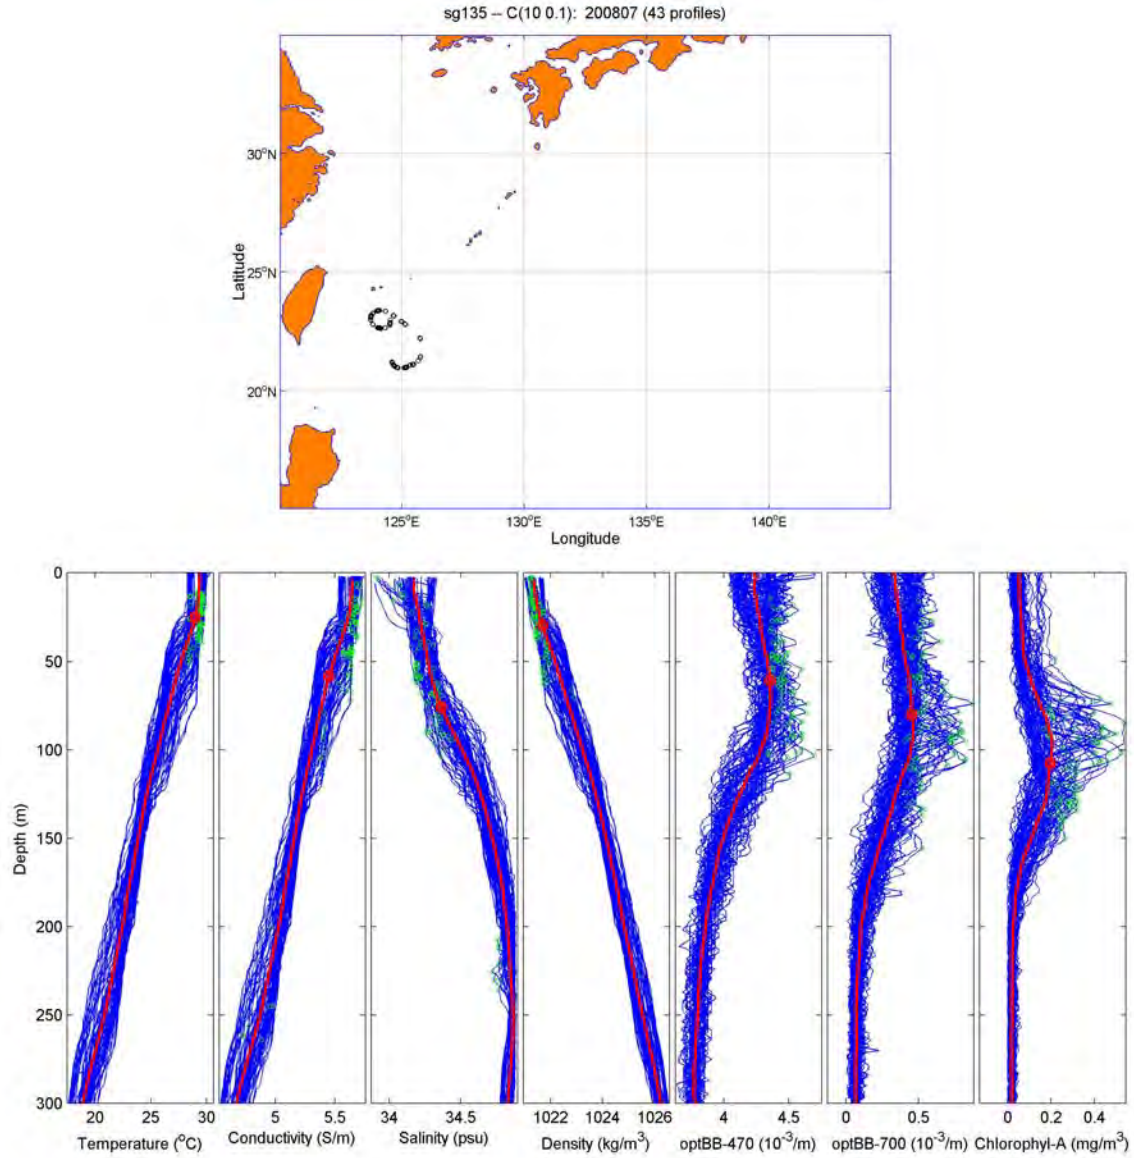 sg135 -- C(10 0.1): 200807 (43 profiles)
30°N
25°N
20°N
Latitude
125°E 130°E 135°E 140°E
Longitude
0
50
100
150
200
250
300
Depth (m)
20 25 30
5 5.5
34 34.5
1022 1024 1026
4 4.5
0 0.5
0 0.2 0.4
Temperature (°C) Conductivity (S/m) Salinity (psu) Density (kg/m³) optBB-470 (10⁻³/m) optBB-700 (10⁻³/m) Chlorophyl-A (mg/m³)